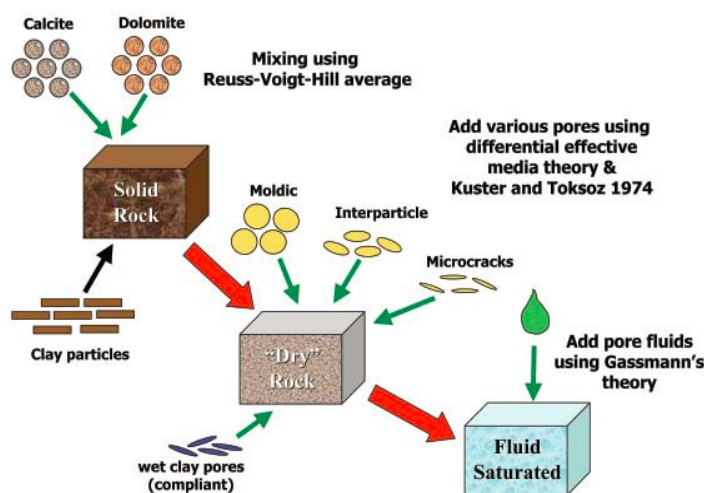 Calcite
Dolomite
Mixing using
Reuss-Voigt-Hill average
Solid
Rock
Clay particles
Add various pores using
differential effective
media theory &
Kuster and Toksoz 1974
Moldic
Interparticle
Microcracks
"Dry"
Rock
wet clay pores
(compliant)
Add pore fluids
using Gassmann's
theory
Fluid
Saturated